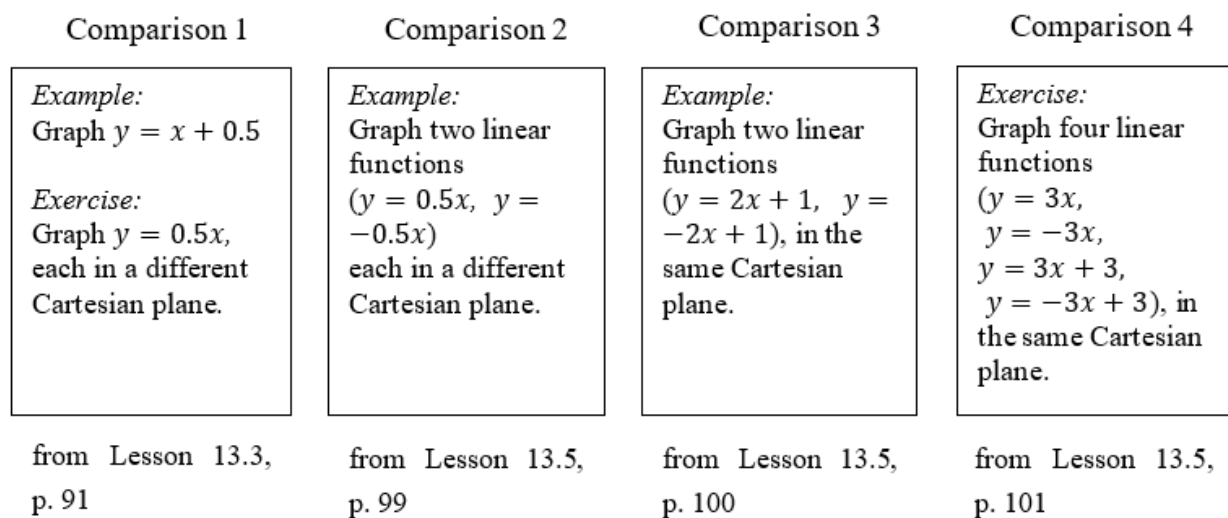 Comparison 1
Example:
Graph 𝑦 = 𝑥 + 0.5
Exercise:
Graph 𝑦 = 0.5𝑥,
each in a different
Cartesian plane.
from Lesson 13.3,
p. 91
Comparison 2
Example:
Graph two linear
functions
(𝑦 = 0.5𝑥, 𝑦 =
−0.5𝑥)
each in a different
Cartesian plane.
from Lesson 13.5,
p. 99
Comparison 3
Example:
Graph two linear
functions
(𝑦 = 2𝑥 + 1, 𝑦 =
−2𝑥 + 1), in the
same Cartesian
plane.
from Lesson 13.5,
p. 100
Comparison 4
Exercise:
Graph four linear
functions
(𝑦 = 3𝑥,
𝑦 = −3𝑥,
𝑦 = 3𝑥 + 3,
𝑦 = −3𝑥 + 3), in
the same Cartesian
plane.
from Lesson 13.5,
p. 101